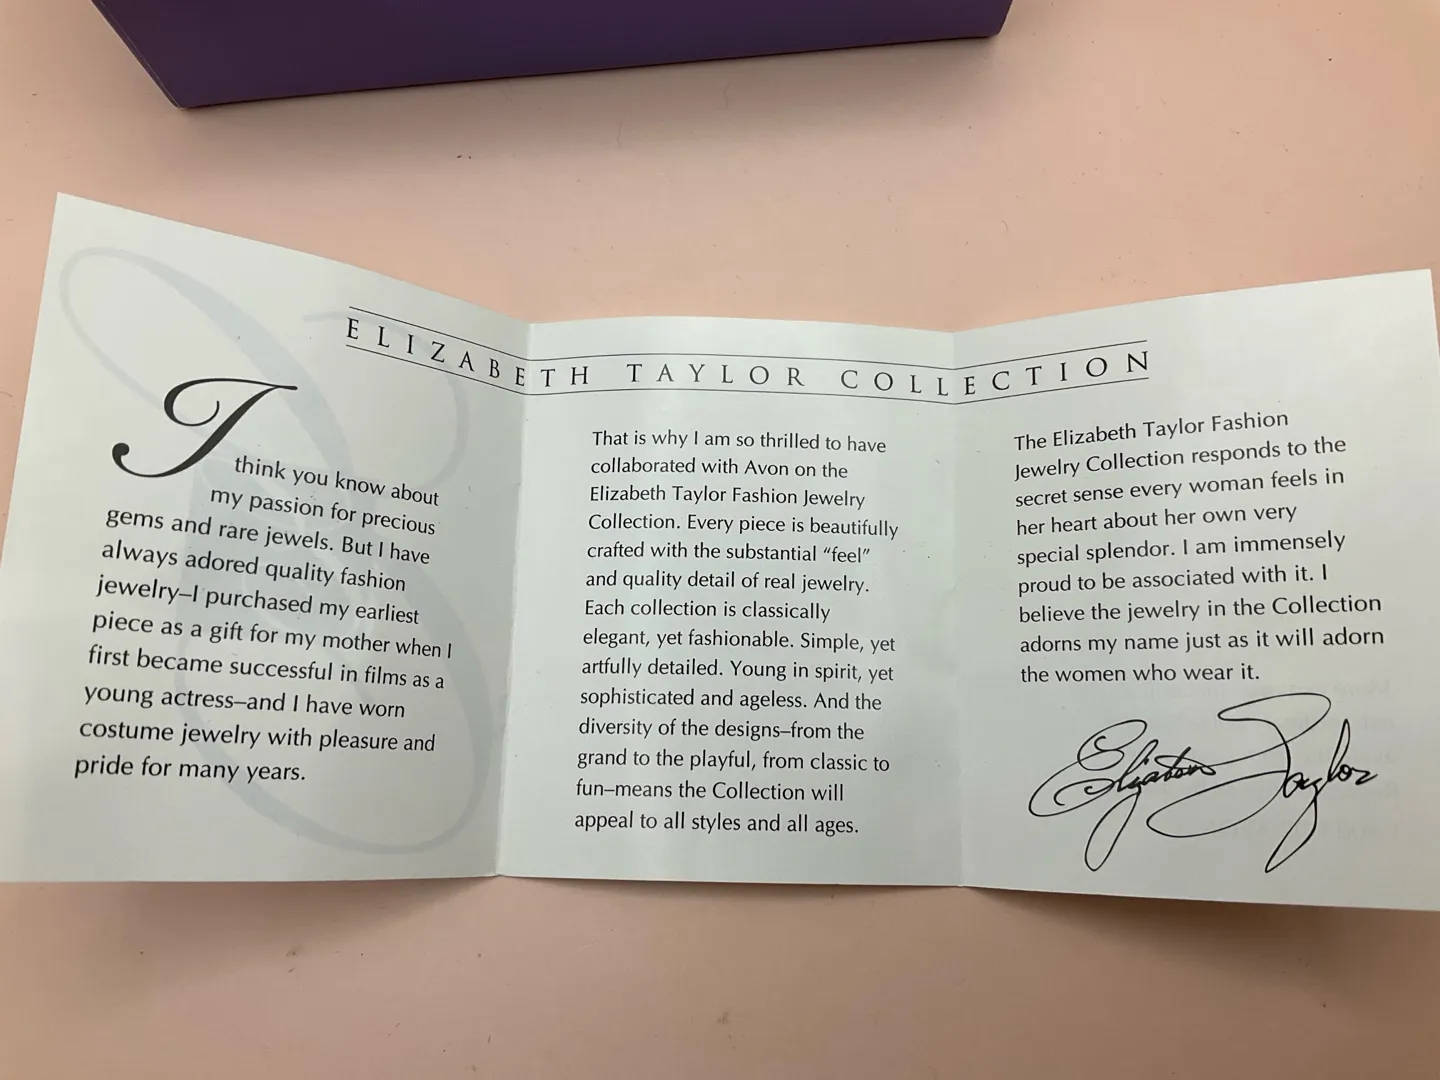 ELIZABETH TAYLOR COLLECTION
I think you know about
my passion for precious
gems and rare jewels. But I have
always adored quality fashion
jewelry–I purchased my earliest
piece as a gift for my mother when I
first became successful in films as a
young actress–and I have worn
costume jewelry with pleasure and
pride for many years.
That is why I am so thrilled to have
collaborated with Avon on the
Elizabeth Taylor Fashion Jewelry
Collection. Every piece is beautifully
crafted with the substantial “feel”
and quality detail of real jewelry.
Each collection is classically
elegant, yet fashionable. Simple, yet
artfully detailed. Young in spirit, yet
sophisticated and ageless. And the
diversity of the designs–from the
grand to the playful, from classic to
fun–means the Collection will
appeal to all styles and all ages.
The Elizabeth Taylor Fashion
Jewelry Collection responds to the
secret sense every woman feels in
her heart about her own very
special splendor. I am immensely
proud to be associated with it. I
believe the jewelry in the Collection
adorns my name just as it will adorn
the women who wear it.
Elizabeth Taylor